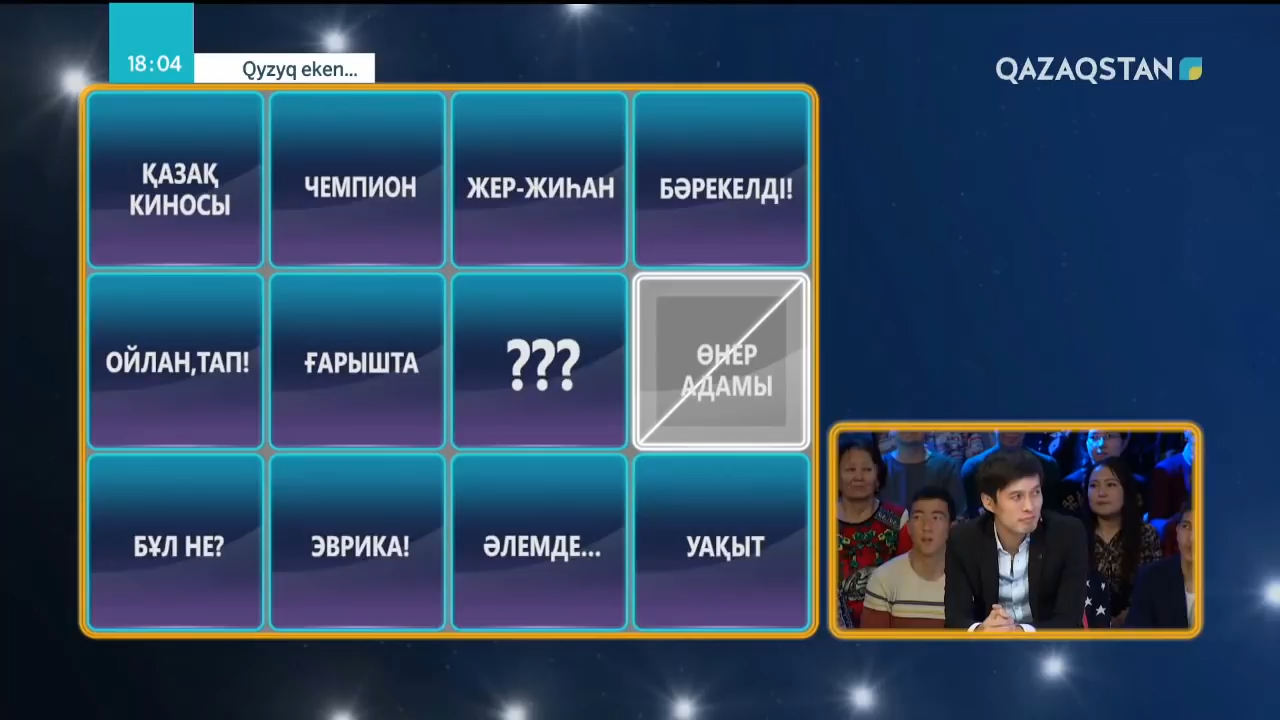 18:04
Qyzyq eken...
QAZAQSTAN
ҚАЗАҚ
КИНОСЫ
ЧЕМПИОН
ЖЕР-ЖИҺАН
БӘРЕКЕЛДІ!
ОЙЛАН,ТАП!
ҒАРЫШТА
???
ӨНЕР
АДАМЫ
БҰЛ НЕ?
ЭВРИКА!
ӘЛЕМДЕ...
УАҚЫТ